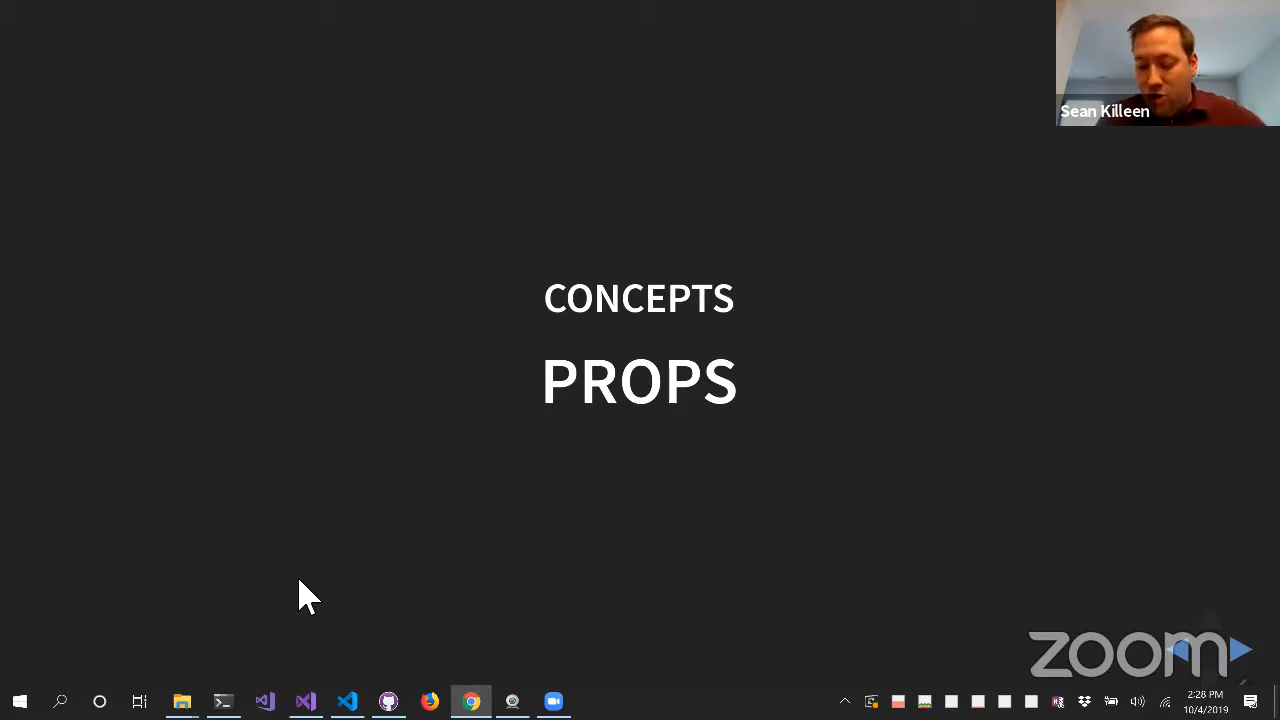 Sean Killeen
CONCEPTS
PROPS
zoom
2:28 PM
10/4/2019